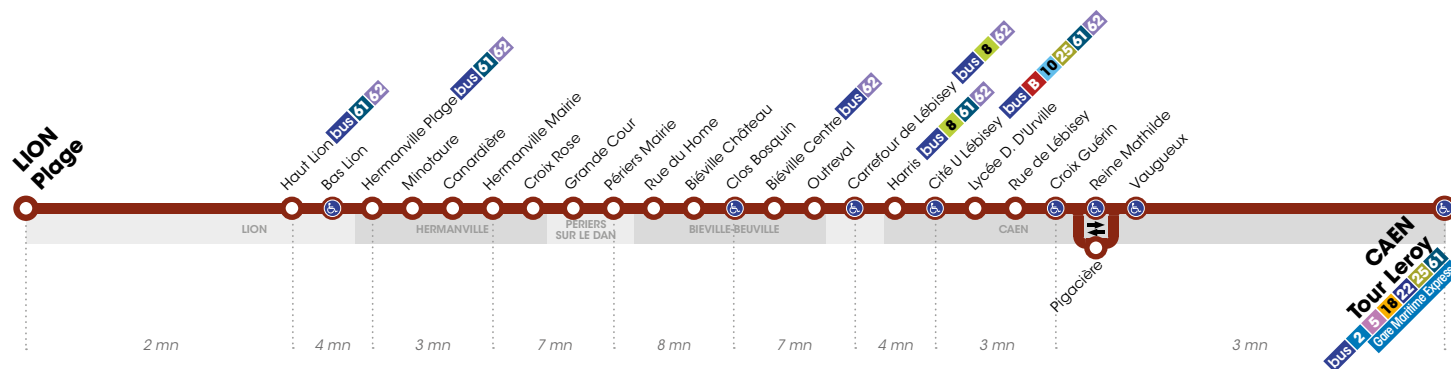 LION
Plage
Haut Lion bus 61 62
Bas Lion
Hermanville Plage bus 61 62
Minotaure
Canardière
Hermanville Mairie
Croix Rose
Grande Cour
Périers Mairie
Rue du Home
Biéville Château
Clos Bosquin
Biéville Centre bus 62
Outreval
Carrefour de Lébisey bus 8 62
Harris bus 8 61 62
Cité U Lébisey bus B 10 25 61 62
Lycée D. D'Urville
Rue de Lébisey
Croix Guérin
Reine Mathilde
Vaugueux
Pigacière
CAEN
Tour Leroy
bus 2 5 18 22 25 61
Gare Maritime Express
LION
HERMANVILLE
PÉRIERS
SUR LE DAN
BIEVILLE-BEUVILLE
CAEN
2 mn
4 mn
3 mn
7 mn
8 mn
7 mn
4 mn
3 mn
3 mn